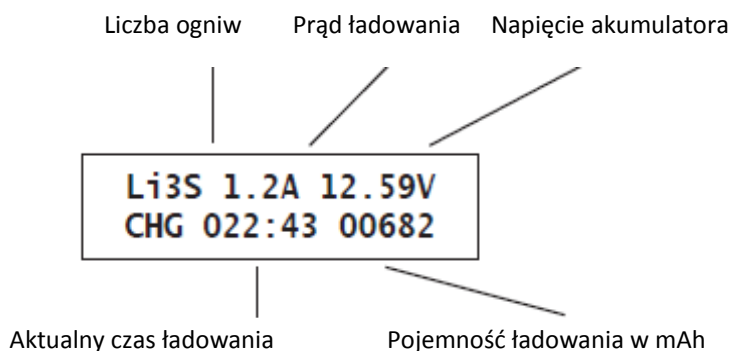 Liczba ogniw Prąd ładowania Napięcie akumulatora
Li3S 1.2A 12.59V
CHG 022:43 00682
Aktualny czas ładowania Pojemność ładowania w mAh